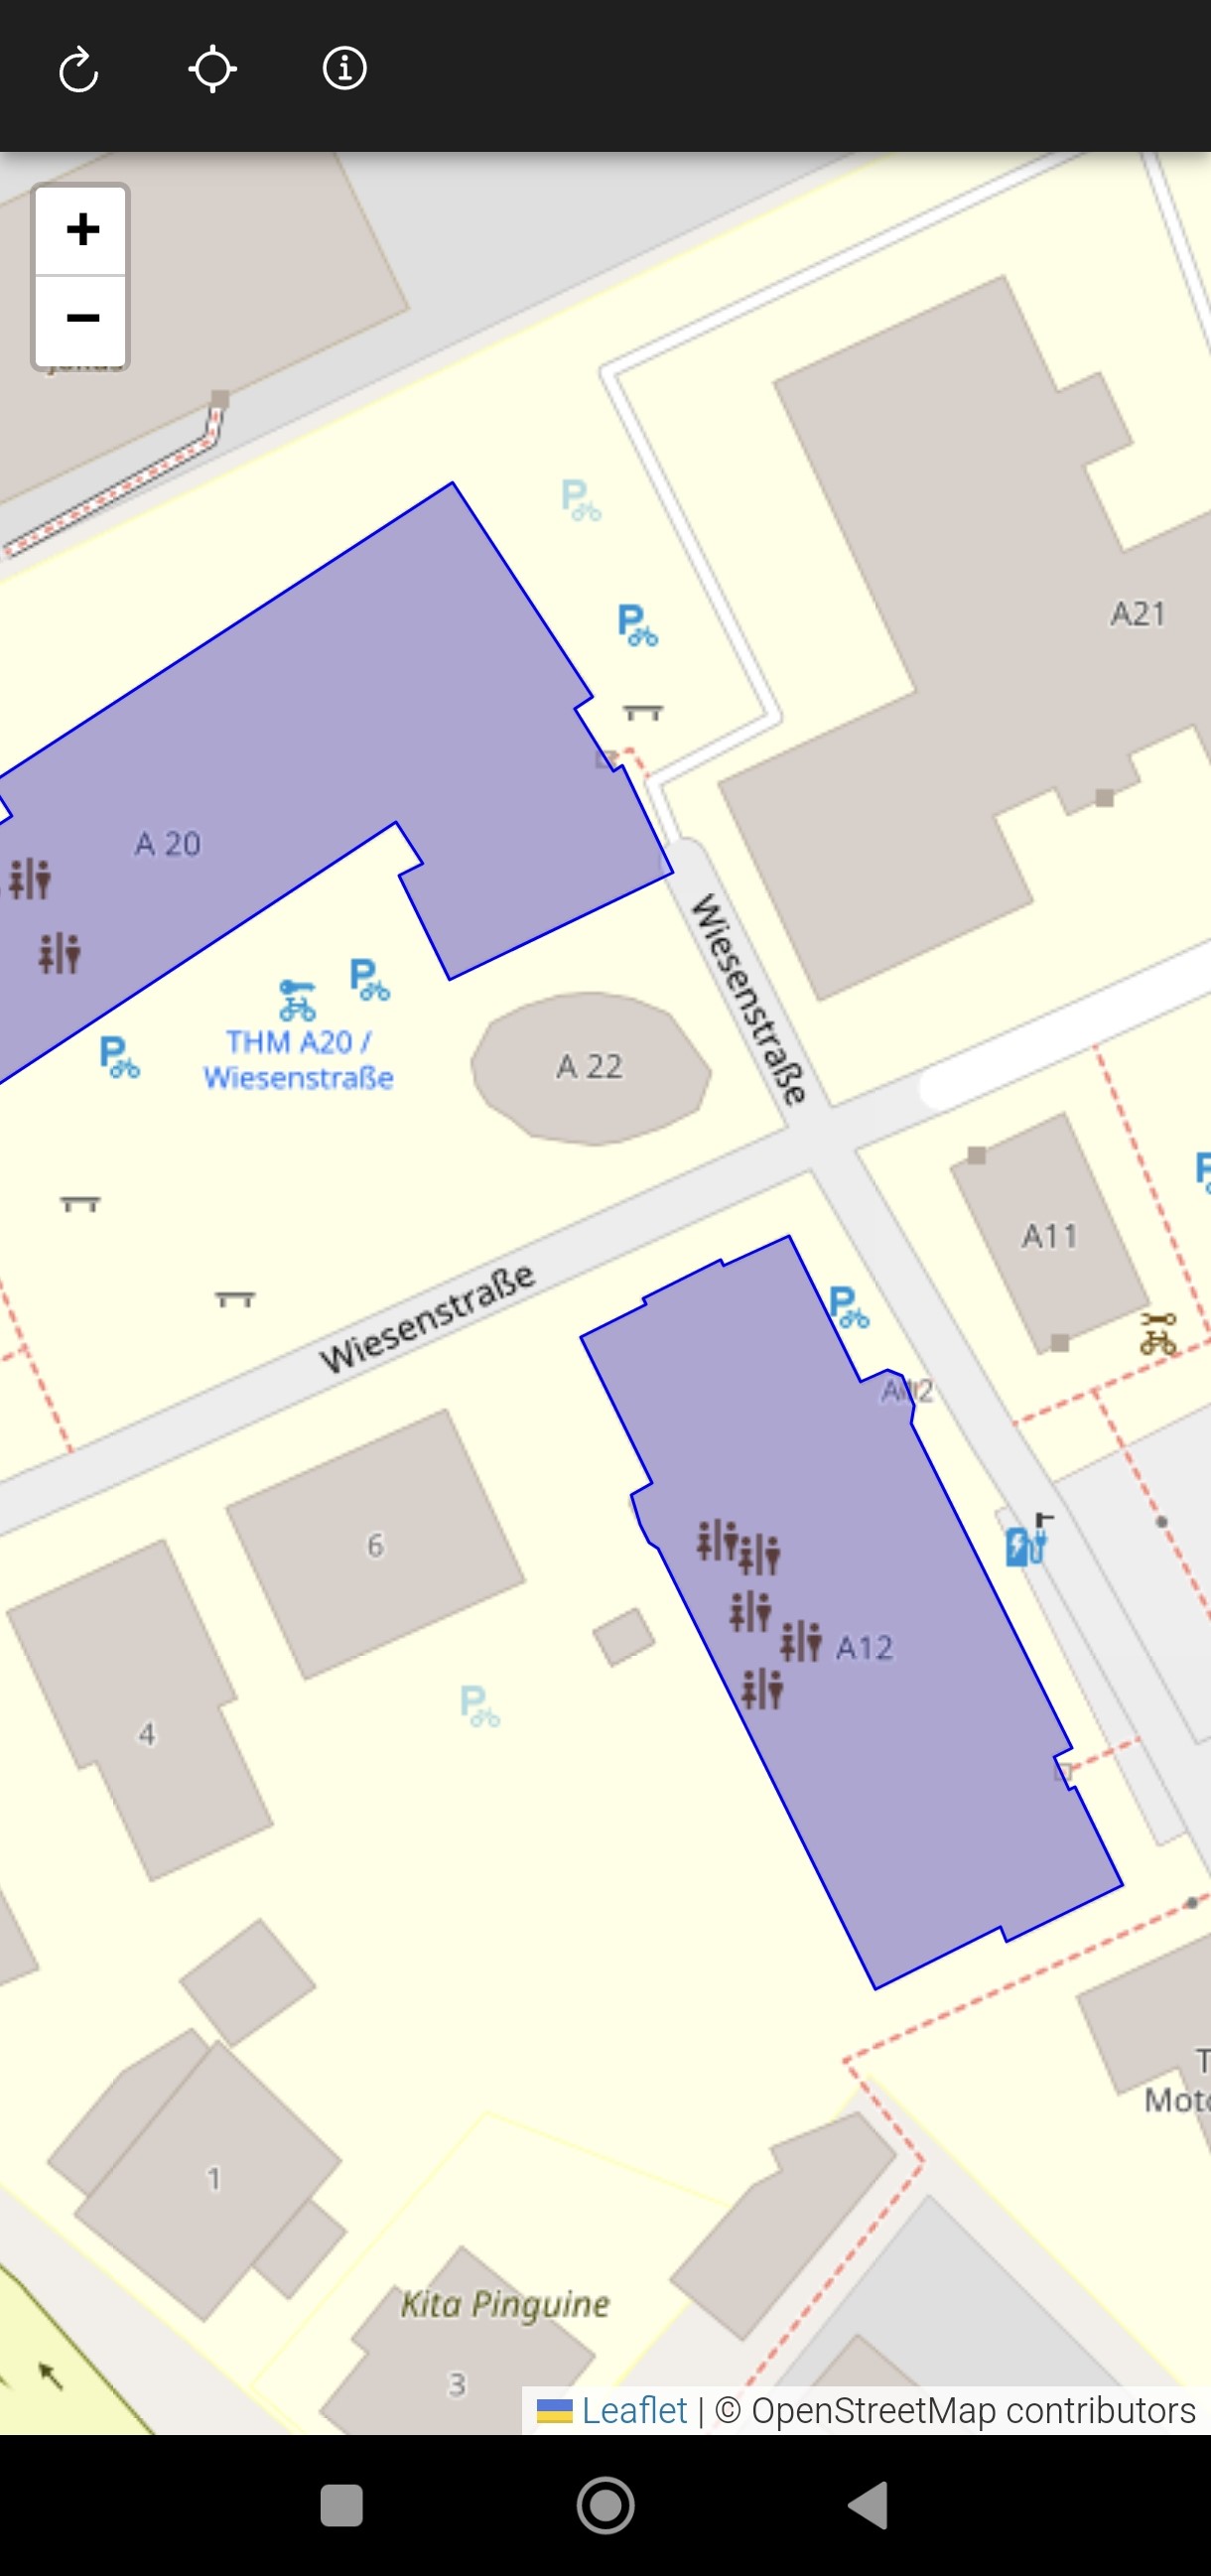 +
−
A21
A 20
Wiesenstraße
THM A20 /
Wiesenstraße
A 22
A11
Wiesenstraße
6
A12
4
1
Kita Pinguine
3
Leaflet | © OpenStreetMap contributors